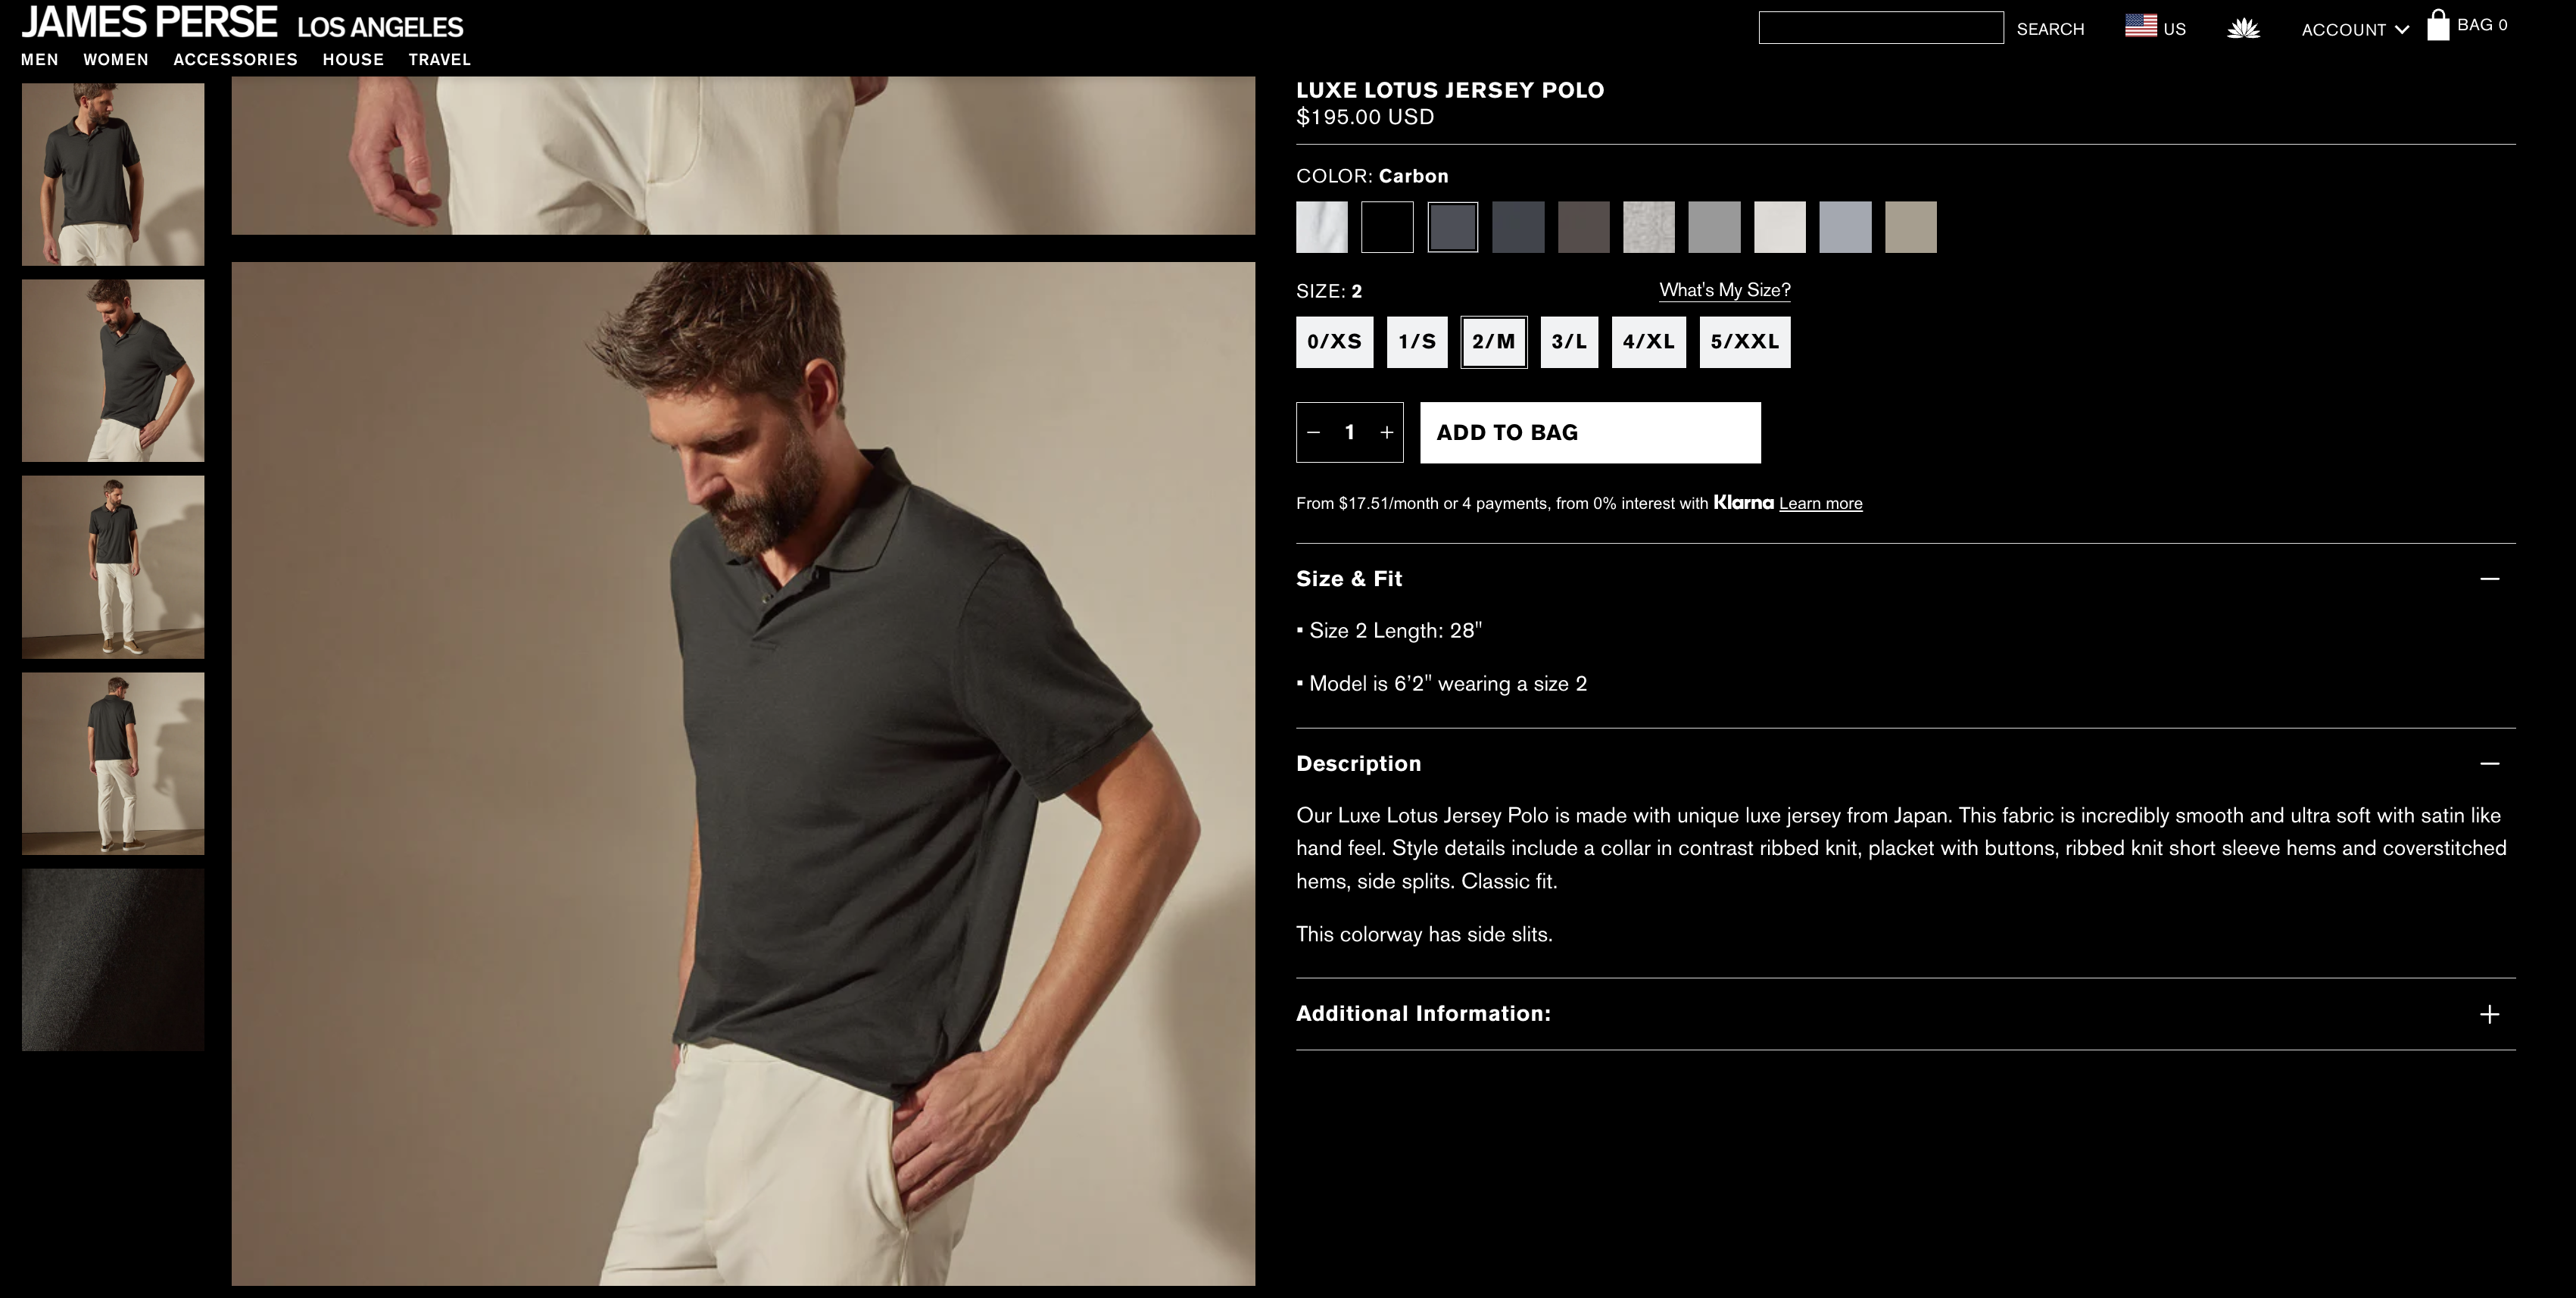 JAMES PERSE LOS ANGELES
SEARCH
US
ACCOUNT
BAG 0
MEN WOMEN ACCESSORIES HOUSE TRAVEL
LUXE LOTUS JERSEY POLO
$195.00 USD
COLOR: Carbon
SIZE: 2
What's My Size?
0/XS 1/S 2/M 3/L 4/XL 5/XXL
− 1 +
ADD TO BAG
From $17.51/month or 4 payments, from 0% interest with Klarna Learn more
Size & Fit
▪ Size 2 Length: 28"
▪ Model is 6’2" wearing a size 2
Description
Our Luxe Lotus Jersey Polo is made with unique luxe jersey from Japan. This fabric is incredibly smooth and ultra soft with satin like
hand feel. Style details include a collar in contrast ribbed knit, placket with buttons, ribbed knit short sleeve hems and coverstitched
hems, side splits. Classic fit.
This colorway has side slits.
Additional Information: